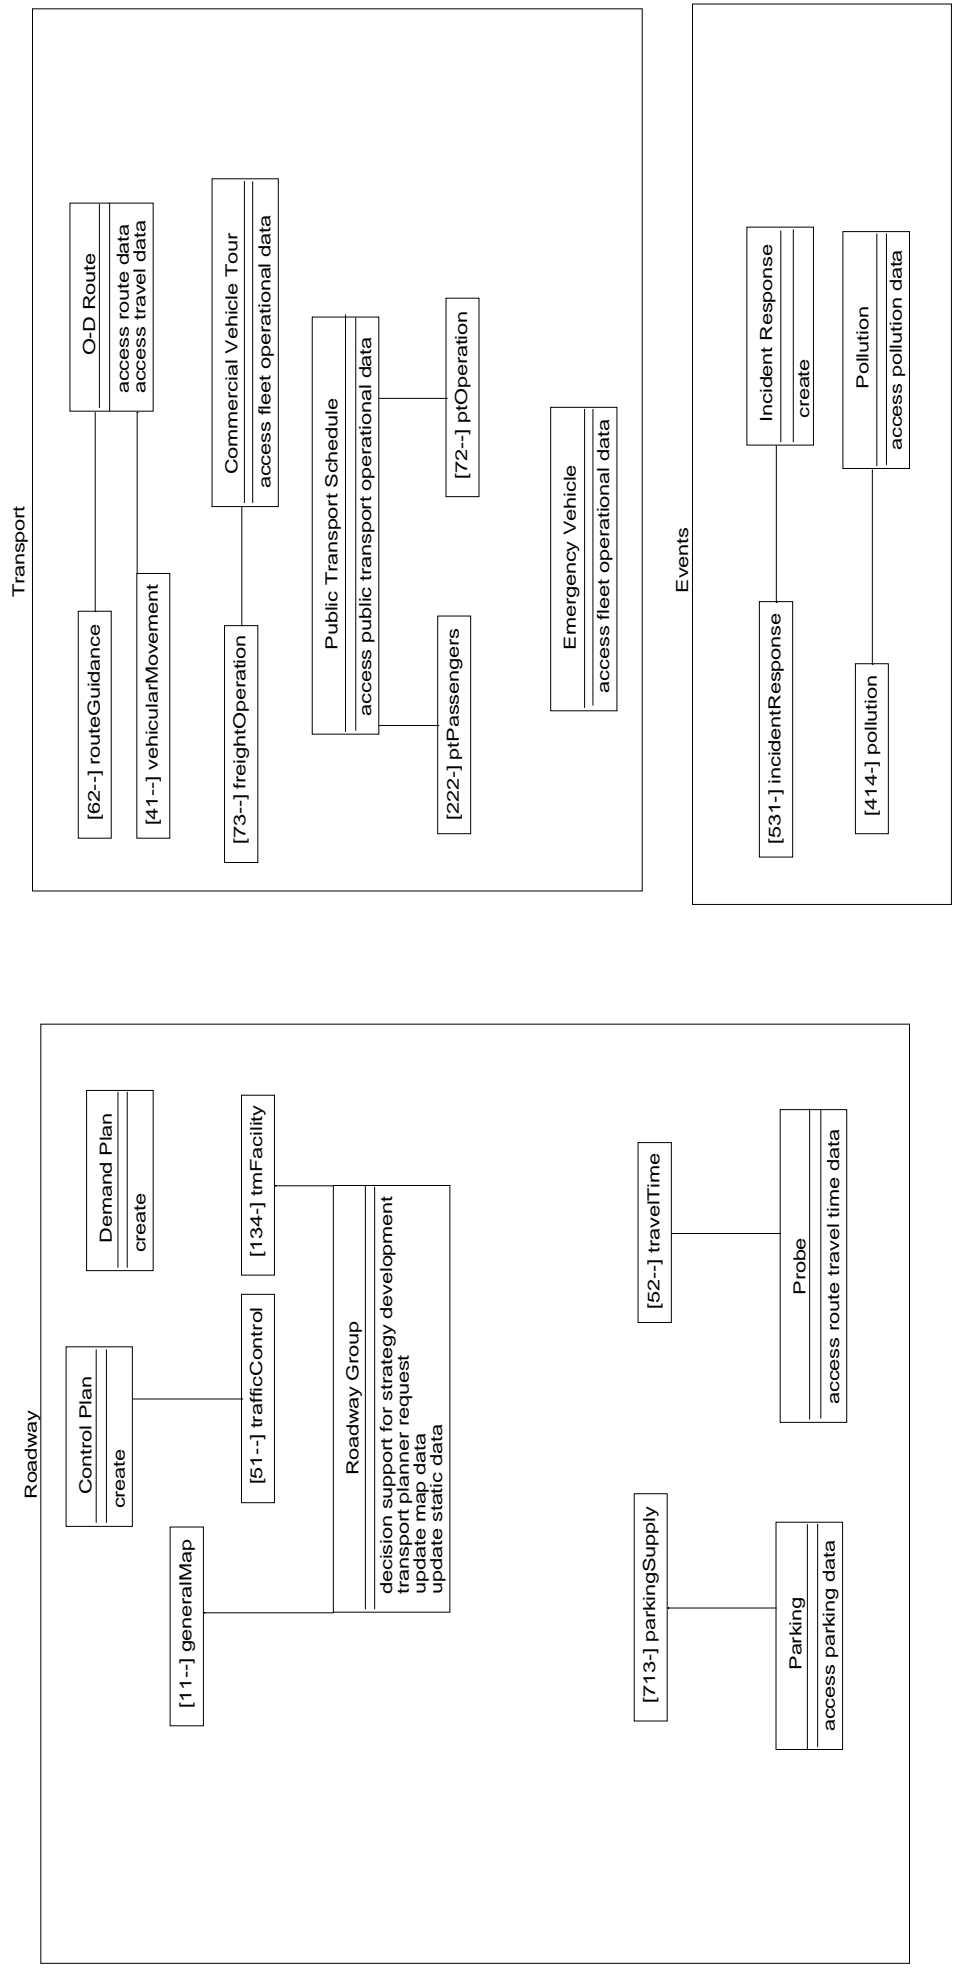 Roadway
Control Plan
create
Demand Plan
create
[11--] generalMap
[51--] trafficControl
[134-] tmFacility
Roadway Group
decision support for strategy development
transport planner request
update map data
update static data
[713-] parkingSupply
[52--] travelTime
Parking
access parking data
Probe
access route travel time data
Transport
[62--] routeGuidance
O-D Route
access route data
access travel data
[41--] vehicularMovement
[73--] freightOperation
Commercial Vehicle Tour
access fleet operational data
Public Transport Schedule
access public transport operational data
[222-] ptPassengers
[72--] ptOperation
Emergency Vehicle
access fleet operational data
Events
[531-] incidentResponse
Incident Response
create
[414-] pollution
Pollution
access pollution data